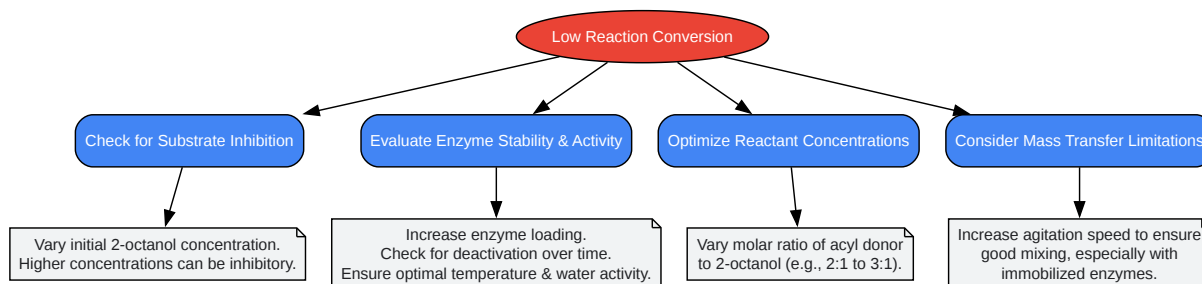 Low Reaction Conversion
Check for Substrate Inhibition
Evaluate Enzyme Stability & Activity
Optimize Reactant Concentrations
Consider Mass Transfer Limitations
Vary initial 2-octanol concentration.
Higher concentrations can be inhibitory.
Increase enzyme loading.
Check for deactivation over time.
Ensure optimal temperature & water activity.
Vary molar ratio of acyl donor
to 2-octanol (e.g., 2:1 to 3:1).
Increase agitation speed to ensure
good mixing, especially with
immobilized enzymes.